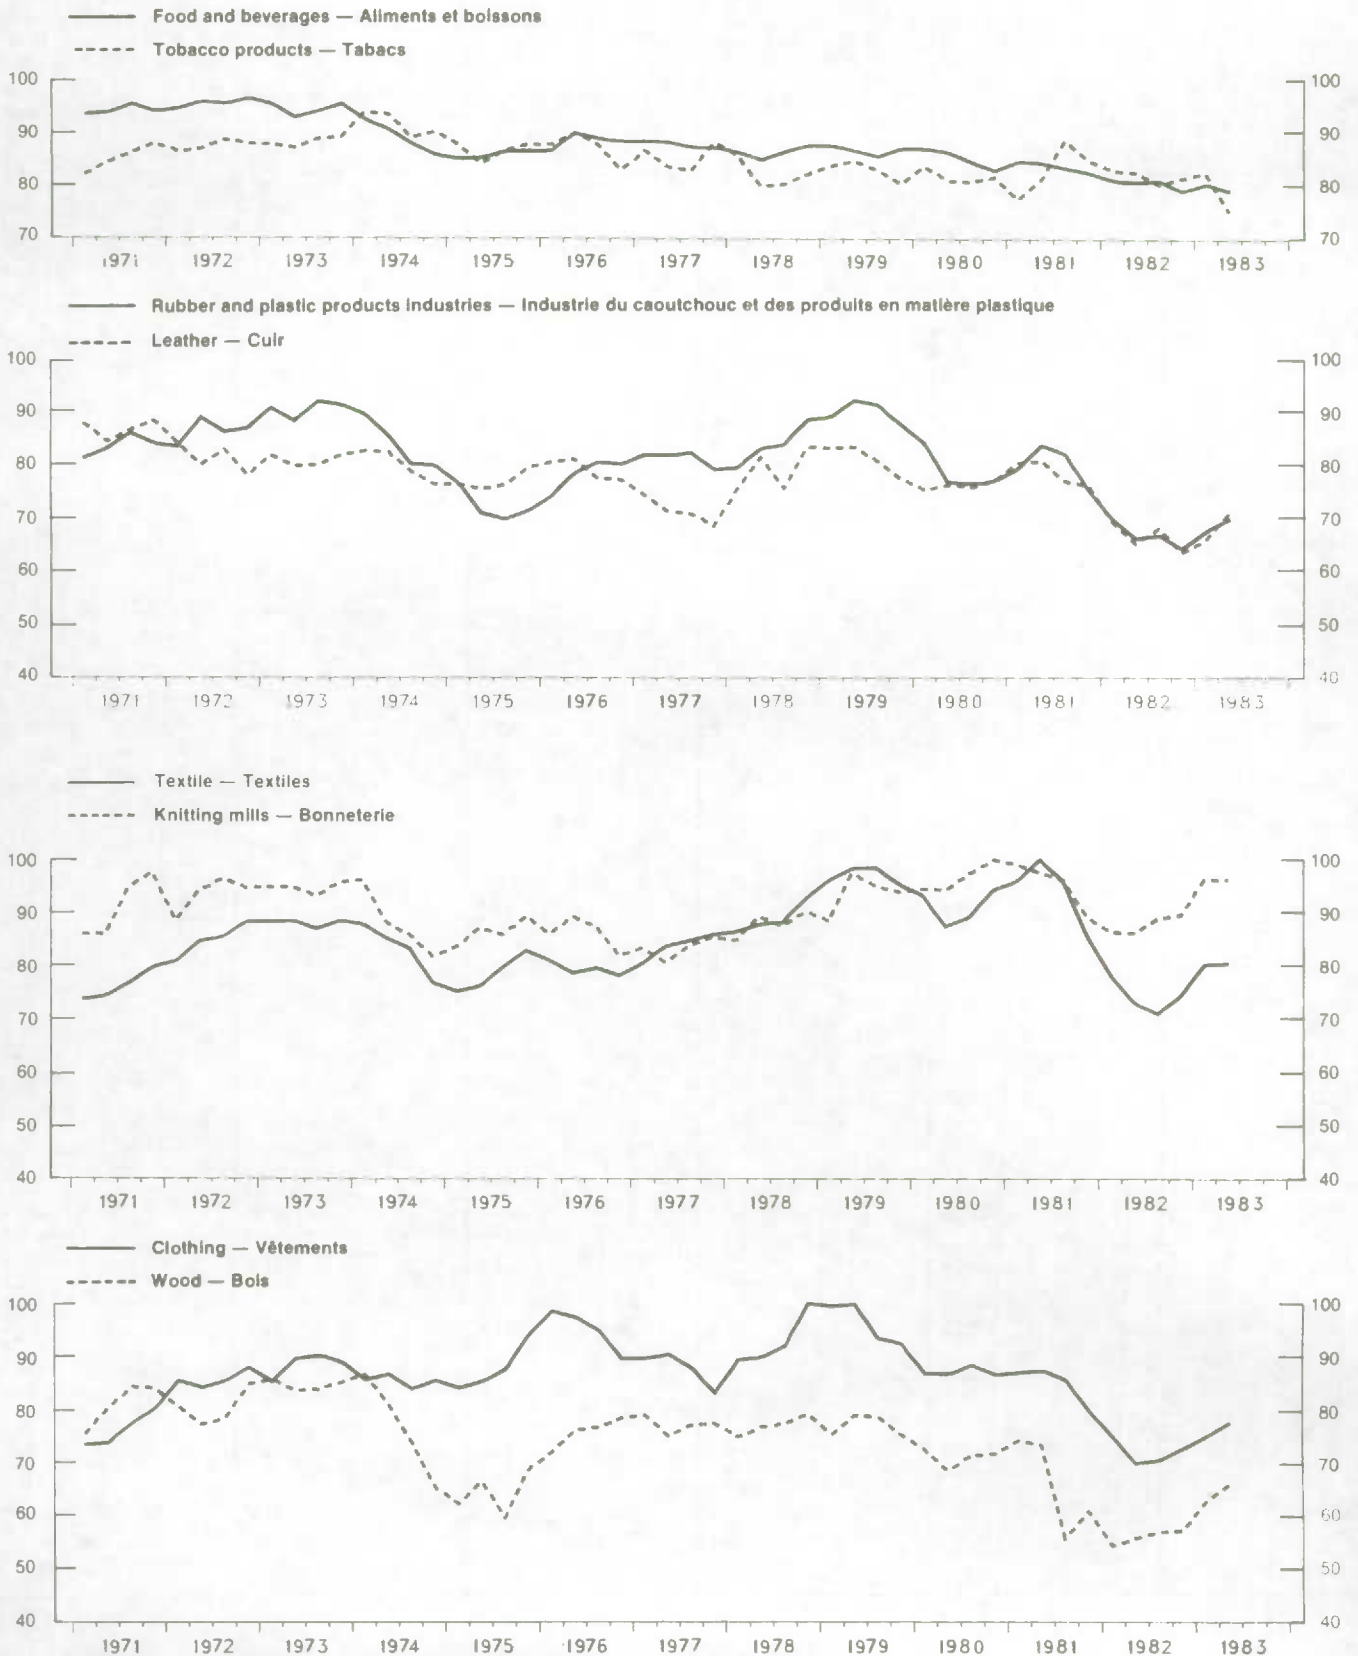 Food and beverages — Aliments et boissons
Tobacco products — Tabacs
100 100
90 90
80 80
70 70
1971 1972 1973 1974 1975 1976 1977 1978 1979 1980 1981 1982 1983
Rubber and plastic products industries — Industrie du caoutchouc et des produits en matière plastique
Leather — Cuir
100 100
90 90
80 80
70 70
60 60
50 50
40 40
1971 1972 1973 1974 1975 1976 1977 1978 1979 1980 1981 1982 1983
Textile — Textiles
Knitting mills — Bonneterie
100 100
90 90
80 80
70 70
60 60
50 50
40 40
1971 1972 1973 1974 1975 1976 1977 1978 1979 1980 1981 1982 1983
Clothing — Vêtements
Wood — Bois
100 100
90 90
80 80
70 70
60 60
50 50
40 40
1971 1972 1973 1974 1975 1976 1977 1978 1979 1980 1981 1982 1983